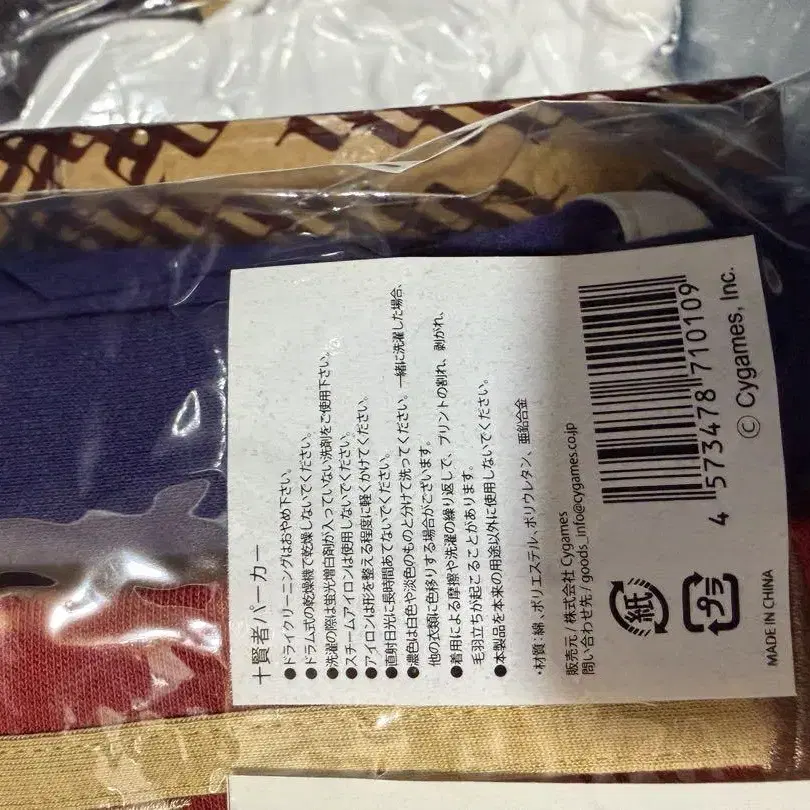 十賢者パーカー
●ドライクリーニングはおやめ下さい。
●ドラム式の乾燥機で乾燥しないでください。
●洗濯の際は蛍光増白剤が入っていない洗剤をご使用下さい。
●スチームアイロンは使用しないでください。
●アイロンは形を整える程度に軽くかけてください。
●直射日光に長時間あてないでください。
●濃色は白色や淡色のものと分けて洗ってください。一緒に洗濯した場合、
他の衣類に色移りする場合がございます。
●着用による摩擦や洗濯の繰り返しで、プリントの割れ、剥がれ、
毛羽立ちが起こることがあります。
●本製品を本来の用途以外に使用しないでください。
・材質：綿、ポリエステル、ポリウレタン、亜鉛合金
販売元 / 株式会社 Cygames
問い合わせ先 / goods_info@cygames.co.jp
紙
プラ
4 573478 710109
© Cygames, Inc.
MADE IN CHINA